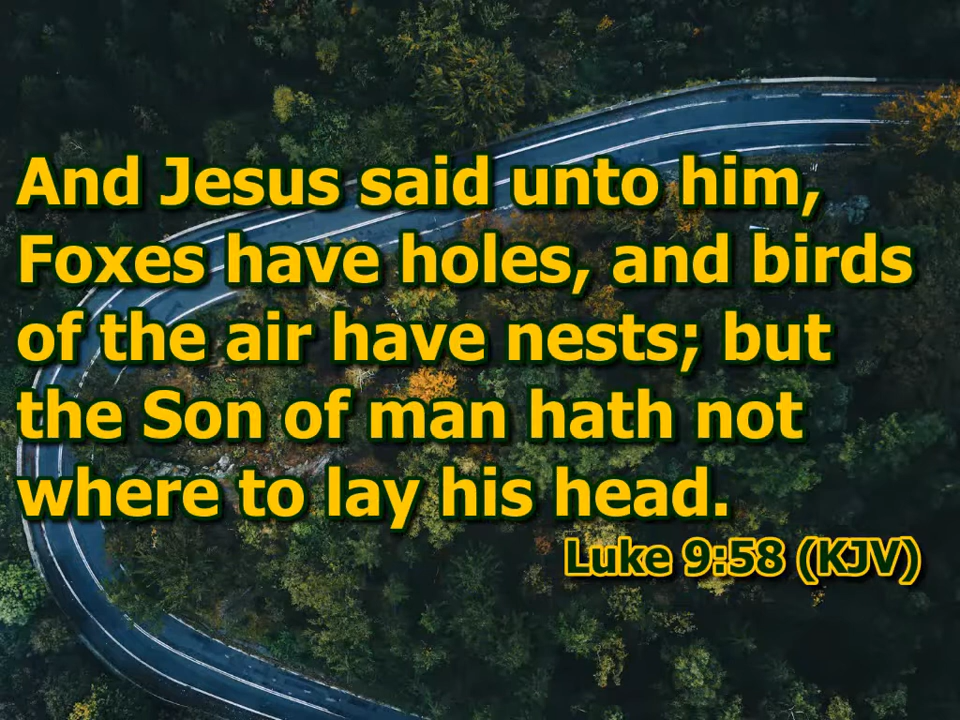 And Jesus said unto him,
Foxes have holes, and birds
of the air have nests; but
the Son of man hath not
where to lay his head.
Luke 9:58 (KJV)